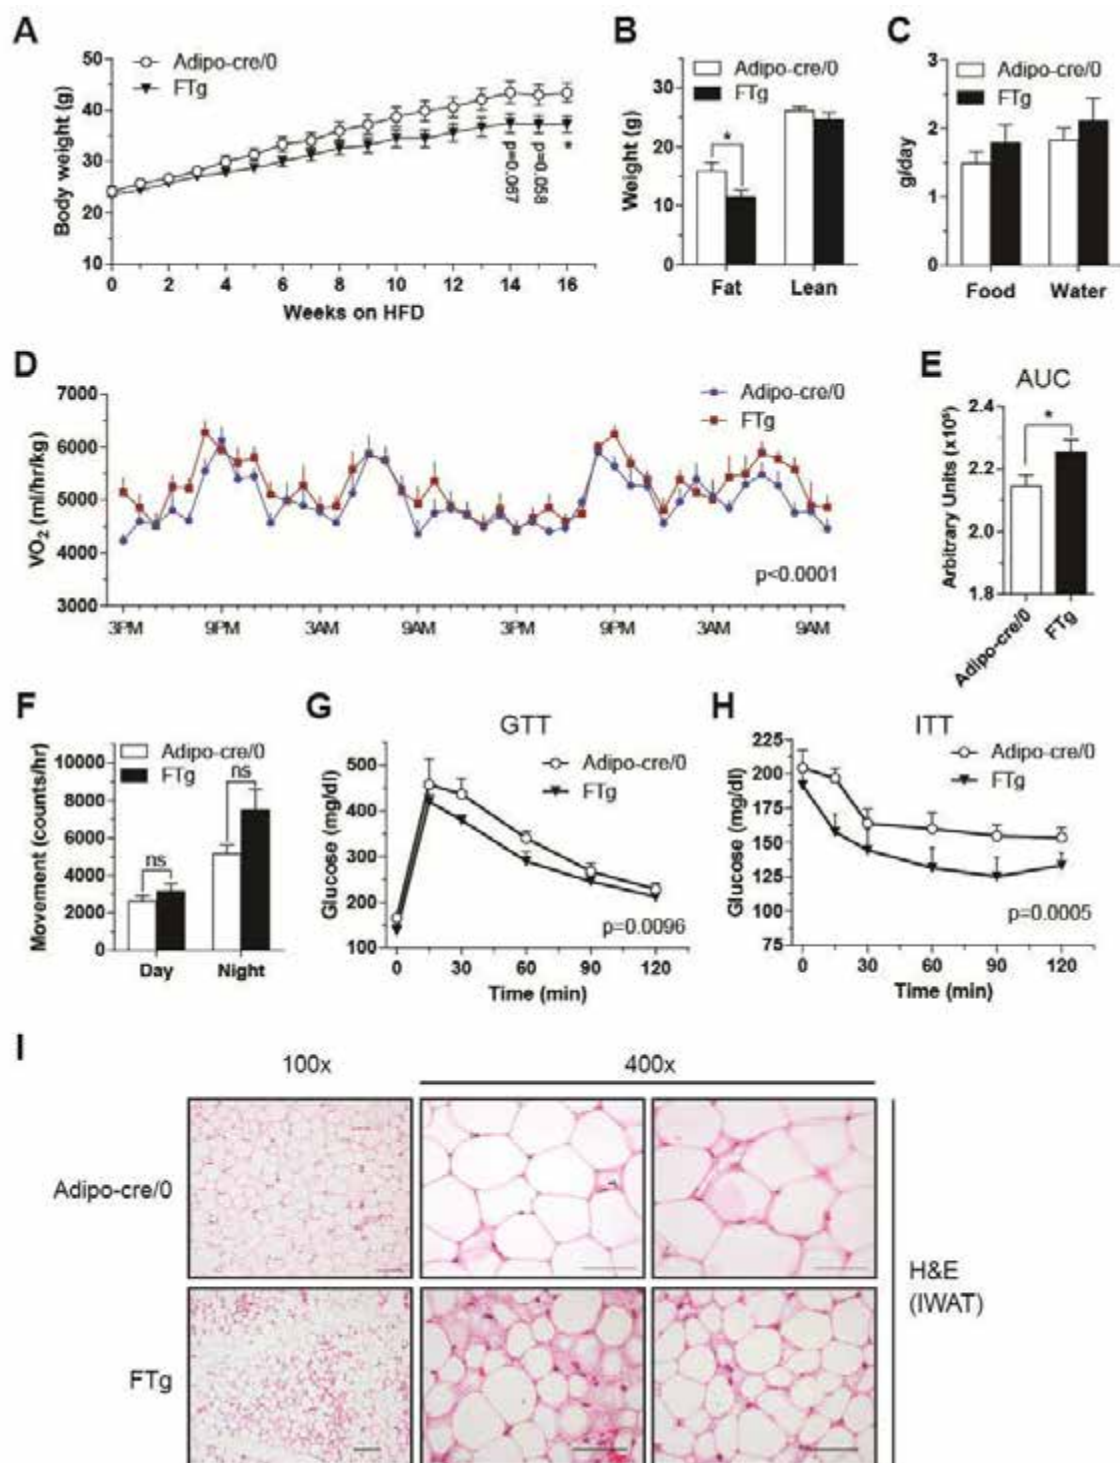 A
Adipo-cre/0
FTg
Body weight (g)
50
40
30
20
10
p=0.067
p=0.058
*
0 2 4 6 8 10 12 14 16
Weeks on HFD
B
Adipo-cre/0
FTg
Weight (g)
30
20
10
0
*
Fat Lean
C
Adipo-cre/0
FTg
g/day
3
2
1
0
Food Water
D
Adipo-cre/0
FTg
VO2 (ml/hr/kg)
7000
6000
5000
4000
3000
p<0.0001
3PM 9PM 3AM 9AM 3PM 9PM 3AM 9AM
E
AUC
Arbitrary Units (x10⁵)
2.4
2.2
2.0
1.8
*
Adipo-cre/0
FTg
F
Adipo-cre/0
FTg
Movement (counts/hr)
10000
8000
6000
4000
2000
0
ns
ns
Day Night
G
GTT
Adipo-cre/0
FTg
Glucose (mg/dl)
500
400
300
200
100
p=0.0096
0 30 60 90 120
Time (min)
H
ITT
Adipo-cre/0
FTg
Glucose (mg/dl)
225
200
175
150
125
100
75
p=0.0005
0 30 60 90 120
Time (min)
I
100x 400x
Adipo-cre/0
FTg
H&E
(IWAT)